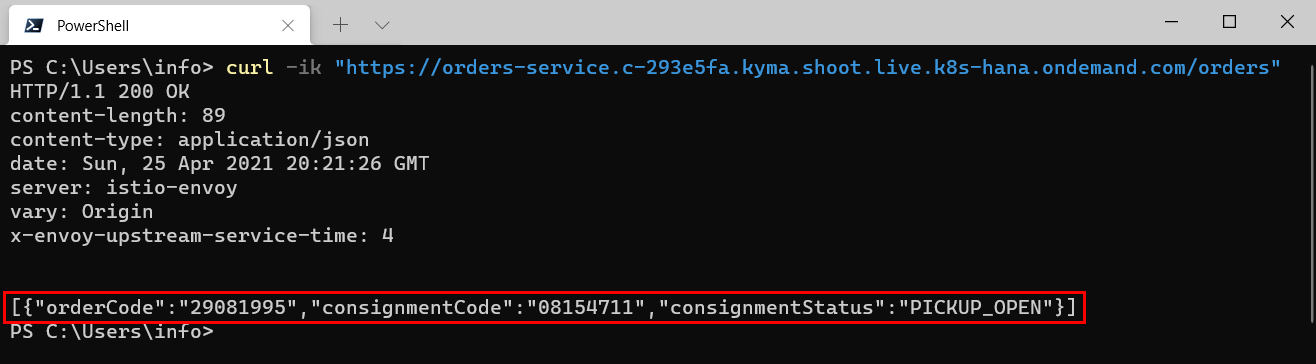 PowerShell
PS C:\Users\info> curl -ik "https://orders-service.c-293e5fa.kyma.shoot.live.k8s-hana.ondemand.com/orders"
HTTP/1.1 200 OK
content-length: 89
content-type: application/json
date: Sun, 25 Apr 2021 20:21:26 GMT
server: istio-envoy
vary: Origin
x-envoy-upstream-service-time: 4
[{"orderCode":"29081995","consignmentCode":"08154711","consignmentStatus":"PICKUP_OPEN"}]
PS C:\Users\info>